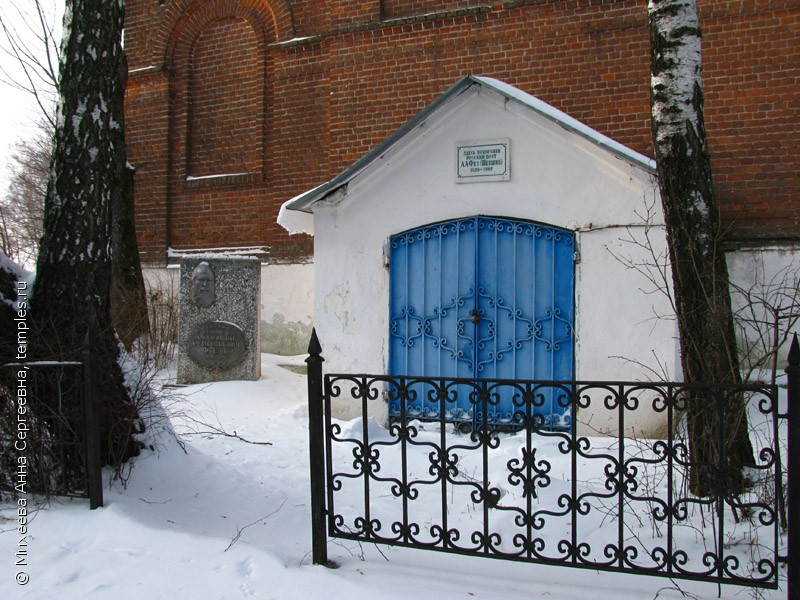 ЗДЕСЬ ПОХОРОНЕН
РУССКИЙ ПОЭТ
А.А.ФЕТ (ШЕНШИН)
1820–1892
© Михеева Анна Сергеевна, temples.ru